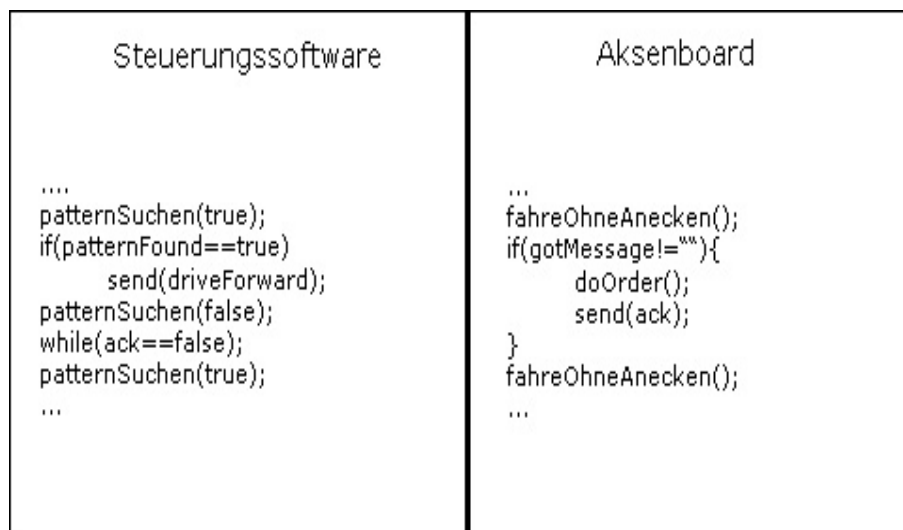 Steuerungssoftware
....
patternSuchen(true);
if(patternFound==true)
send(driveForward);
patternSuchen(false);
while(ack==false);
patternSuchen(true);
...
Aksenboard
...
fahreOhneAnecken();
if(gotMessage!=““){
doOrder();
send(ack);
}
fahreOhneAnecken();
...